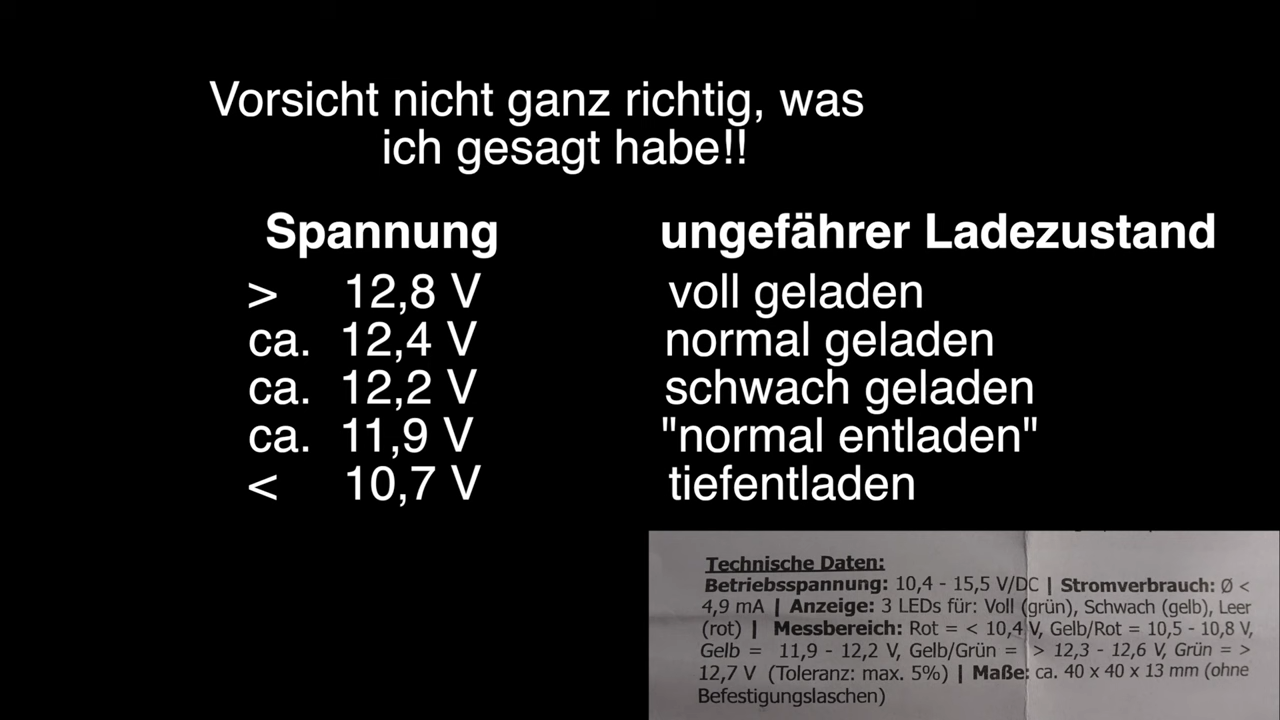 Vorsicht nicht ganz richtig, was
ich gesagt habe!!
Spannung ungefährer Ladezustand
> 12,8 V voll geladen
ca. 12,4 V normal geladen
ca. 12,2 V schwach geladen
ca. 11,9 V "normal entladen"
< 10,7 V tiefentladen
Technische Daten:
Betriebsspannung: 10,4 - 15,5 V/DC | Stromverbrauch: Ø <
4,9 mA | Anzeige: 3 LEDs für: Voll (grün), Schwach (gelb), Leer
(rot) | Messbereich: Rot = < 10,4 V, Gelb/Rot = 10,5 - 10,8 V,
Gelb = 11,9 - 12,2 V, Gelb/Grün = > 12,3 - 12,6 V, Grün = >
12,7 V (Toleranz: max. 5%) | Maße: ca. 40 x 40 x 13 mm (ohne
Befestigungslaschen)